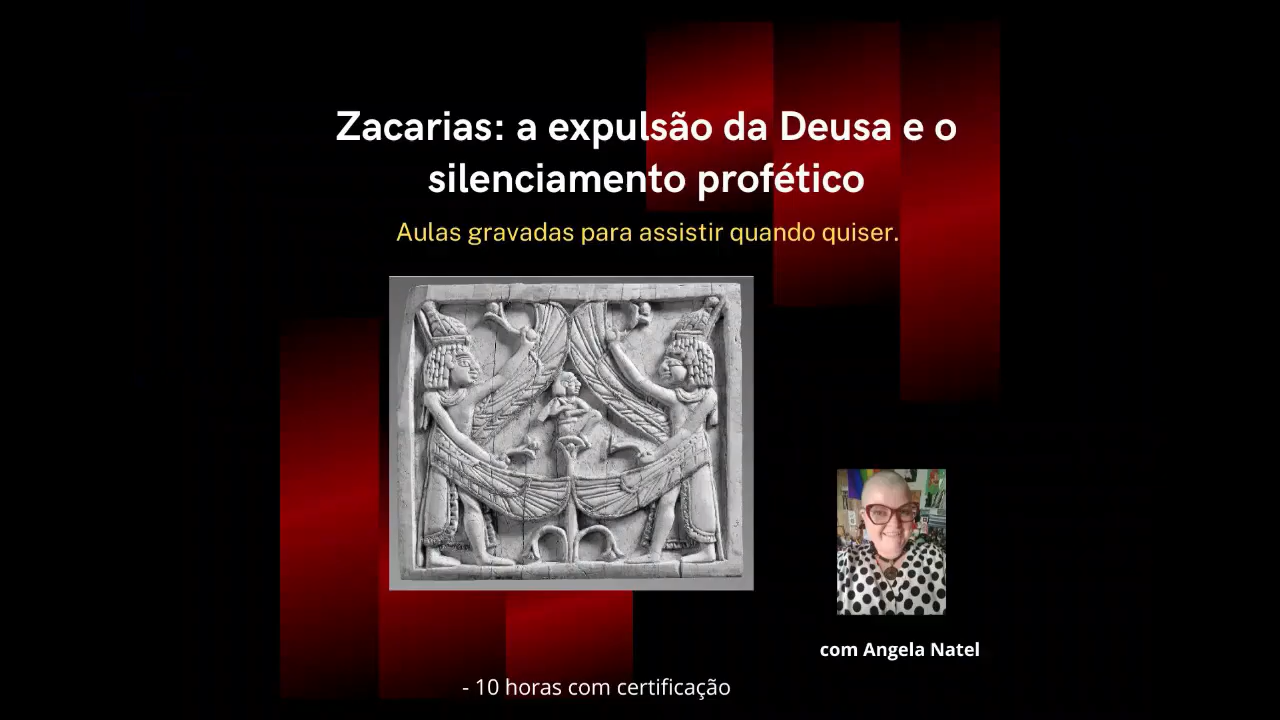 Zacarias: a expulsão da Deusa e o
silenciamento profético
Aulas gravadas para assistir quando quiser.
com Angela Natel
- 10 horas com certificação